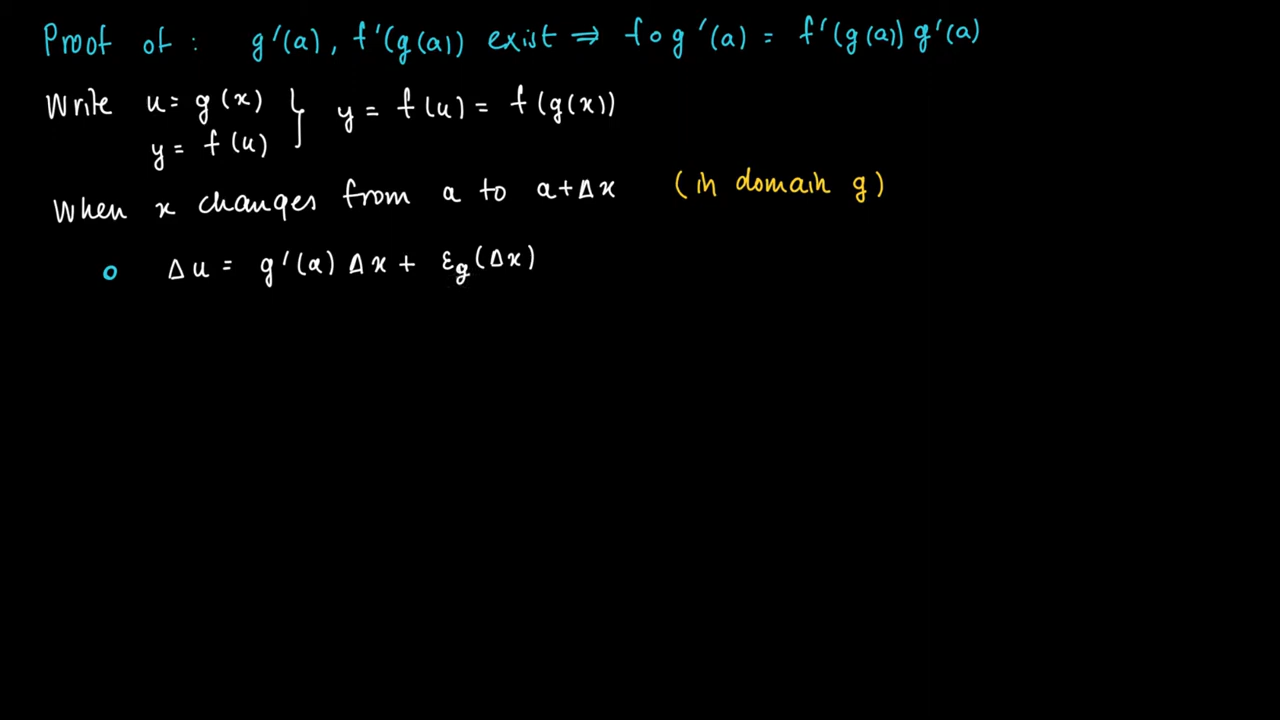 Proof of : g'(a), f'(g(a)) exist ⇒ f o g '(a) = f'(g(a)) g'(a)
Write u = g(x) } y = f(u) = f(g(x))
y = f(u)
When x changes from a to a+Δx (in domain g)
o Δu = g'(a) Δx + ε_g(Δx)